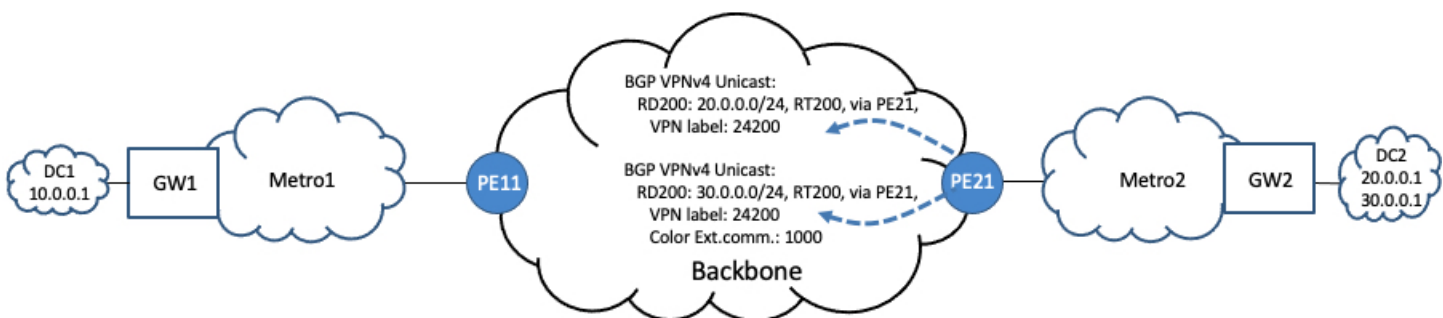 BGP VPNv4 Unicast:
RD200: 20.0.0.0/24, RT200, via PE21,
VPN label: 24200
BGP VPNv4 Unicast:
RD200: 30.0.0.0/24, RT200, via PE21,
VPN label: 24200
Color Ext.comm.: 1000
Backbone
DC1
10.0.0.1
GW1
Metro1
PE11
PE21
Metro2
GW2
DC2
20.0.0.1
30.0.0.1